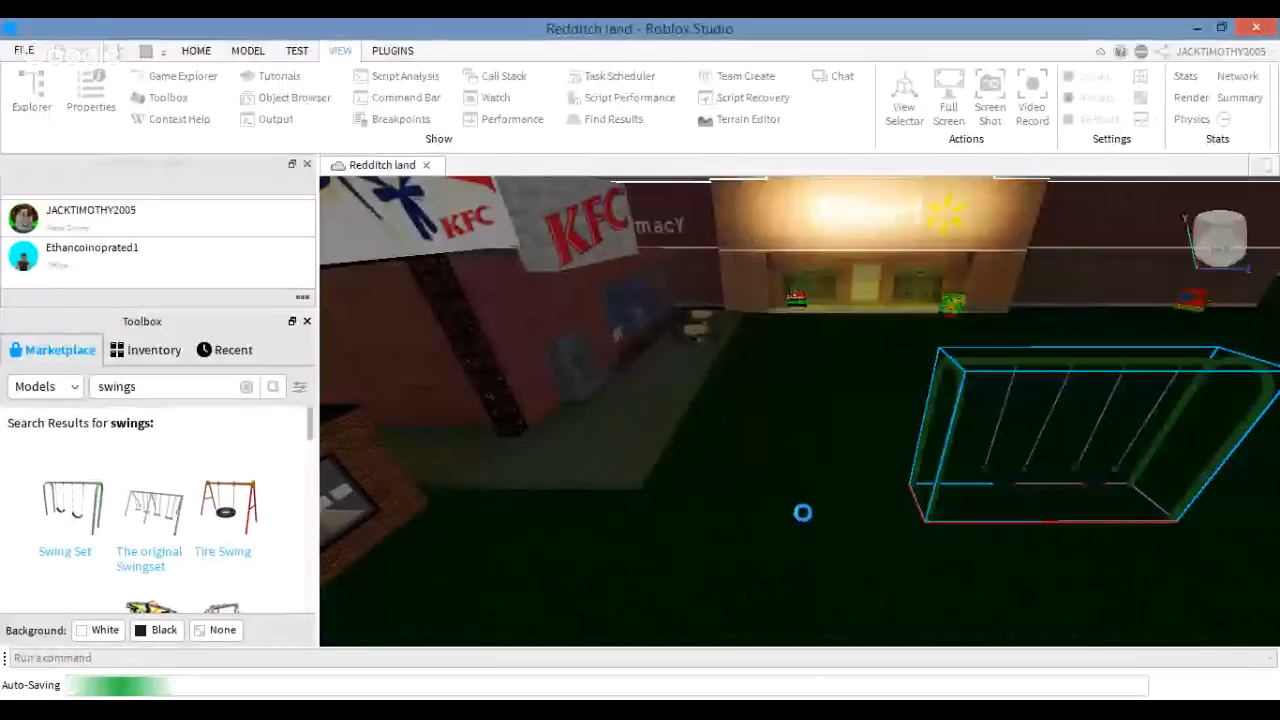 Redditch land - Roblox Studio
FILE HOME MODEL TEST VIEW PLUGINS JACKTIMOTHY2005
Google
Explorer Properties
Game Explorer Tutorials Script Analysis Call Stack Task Scheduler Team Create Chat
Toolbox Object Browser Command Bar Watch Script Performance Script Recovery
Context Help Output Breakpoints Performance Find Results Terrain Editor
Show
View Selector
Full Screen
Screen Shot
Video Record
Actions
Settings
Stats Network
Render Summary
Physics
Stats
Redditch land
JACKTIMOTHY2005
Ethancoinoprated1
Toolbox
Marketplace Inventory Recent
Models swings
Search Results for swings:
Swing Set
The original Swingset
Tire Swing
Background: White Black None
KFC
KFC
macY
Y
Run a command
Auto-Saving